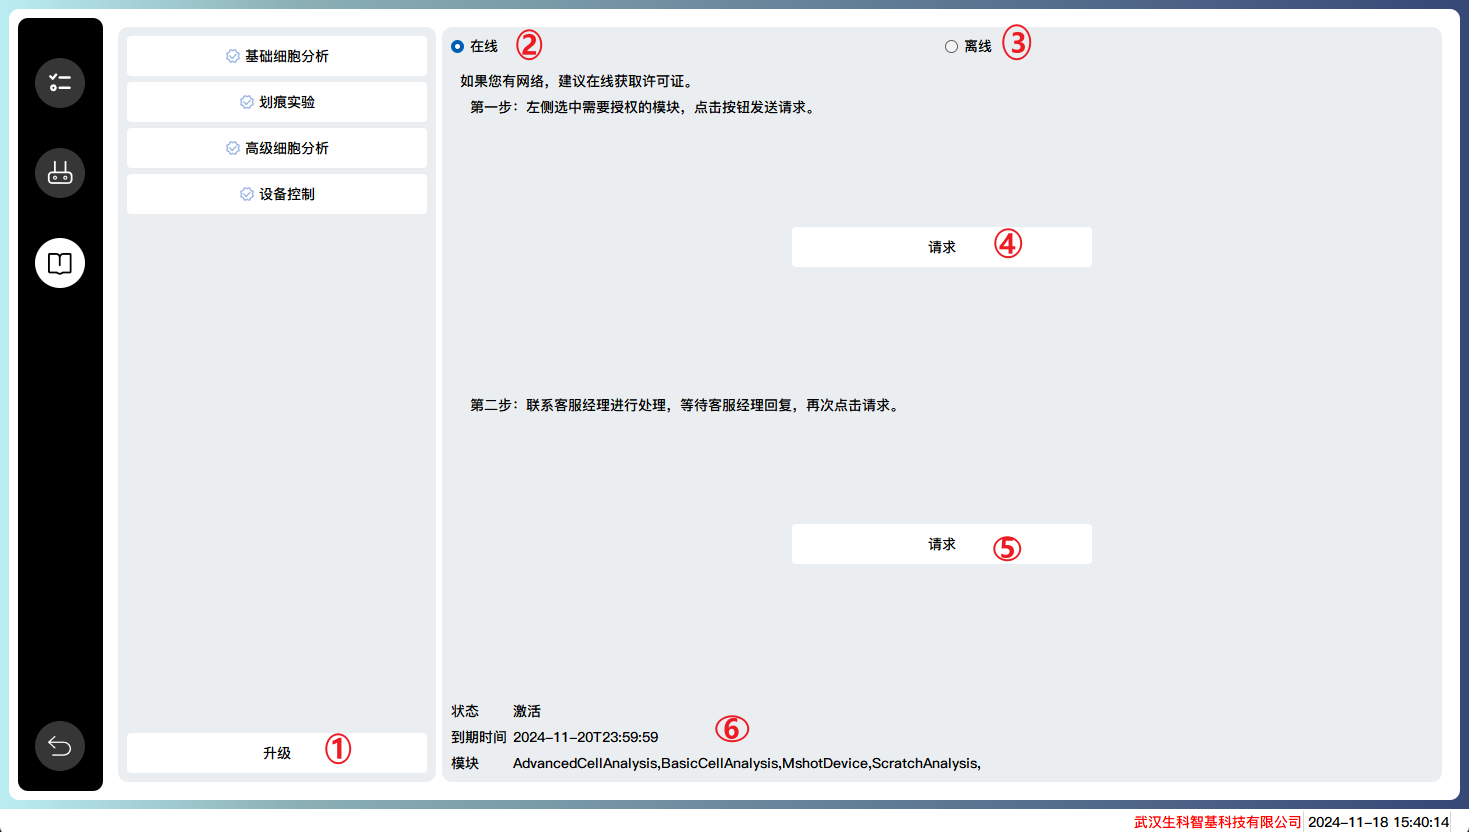 基础细胞分析
划痕实验
高级细胞分析
设备控制
升级 ①
在线 ② 离线 ③
如果您有网络，建议在线获取许可证。
第一步：左侧选中需要授权的模块，点击按钮发送请求。
请求 ④
第二步：联系客服经理进行处理，等待客服经理回复，再次点击请求。
请求 ⑤
状态 激活
⑥
到期时间 2024-11-20T23:59:59
模块 AdvancedCellAnalysis,BasicCellAnalysis,MshotDevice,ScratchAnalysis,
武汉生科智基科技有限公司 2024-11-18 15:40:14